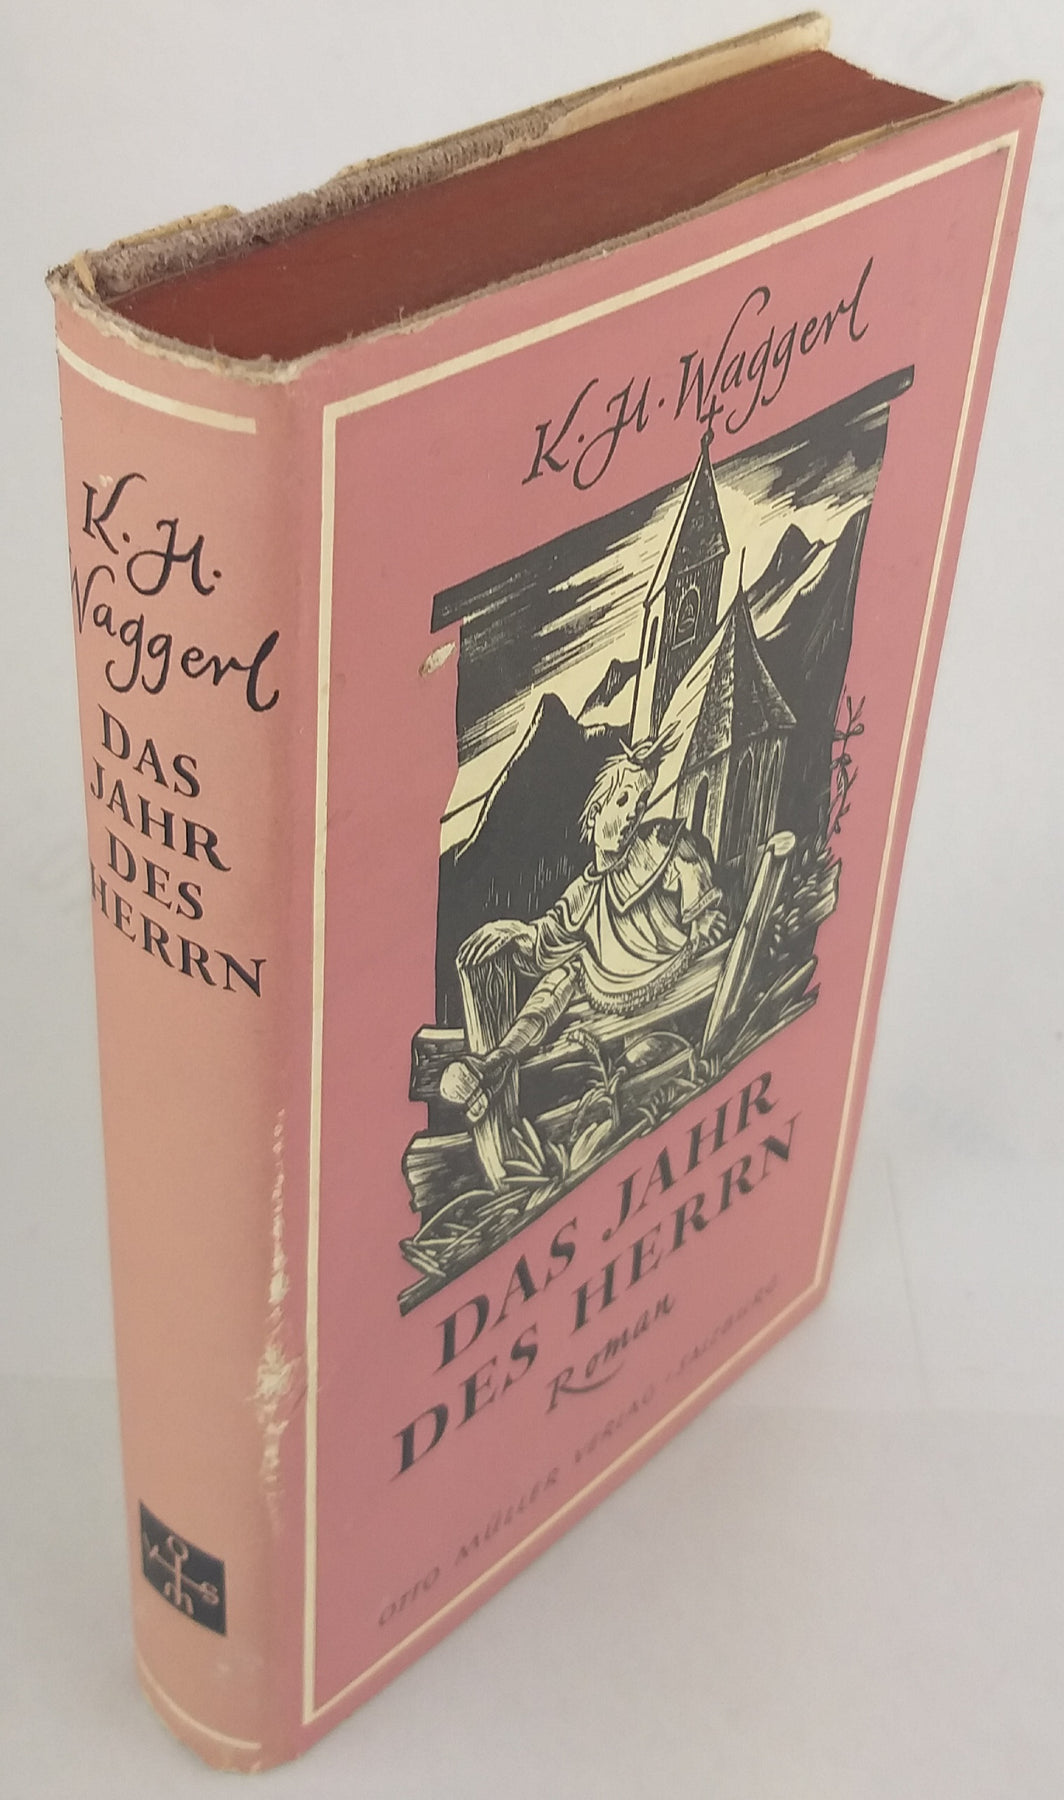 K. H.
Waggerl
DAS
JAHR
DES
HERRN
O
V S
M
K. H. Waggerl
DAS JAHR
DES HERRN
Roman
OTTO MÜLLER VERLAG SALZBURG